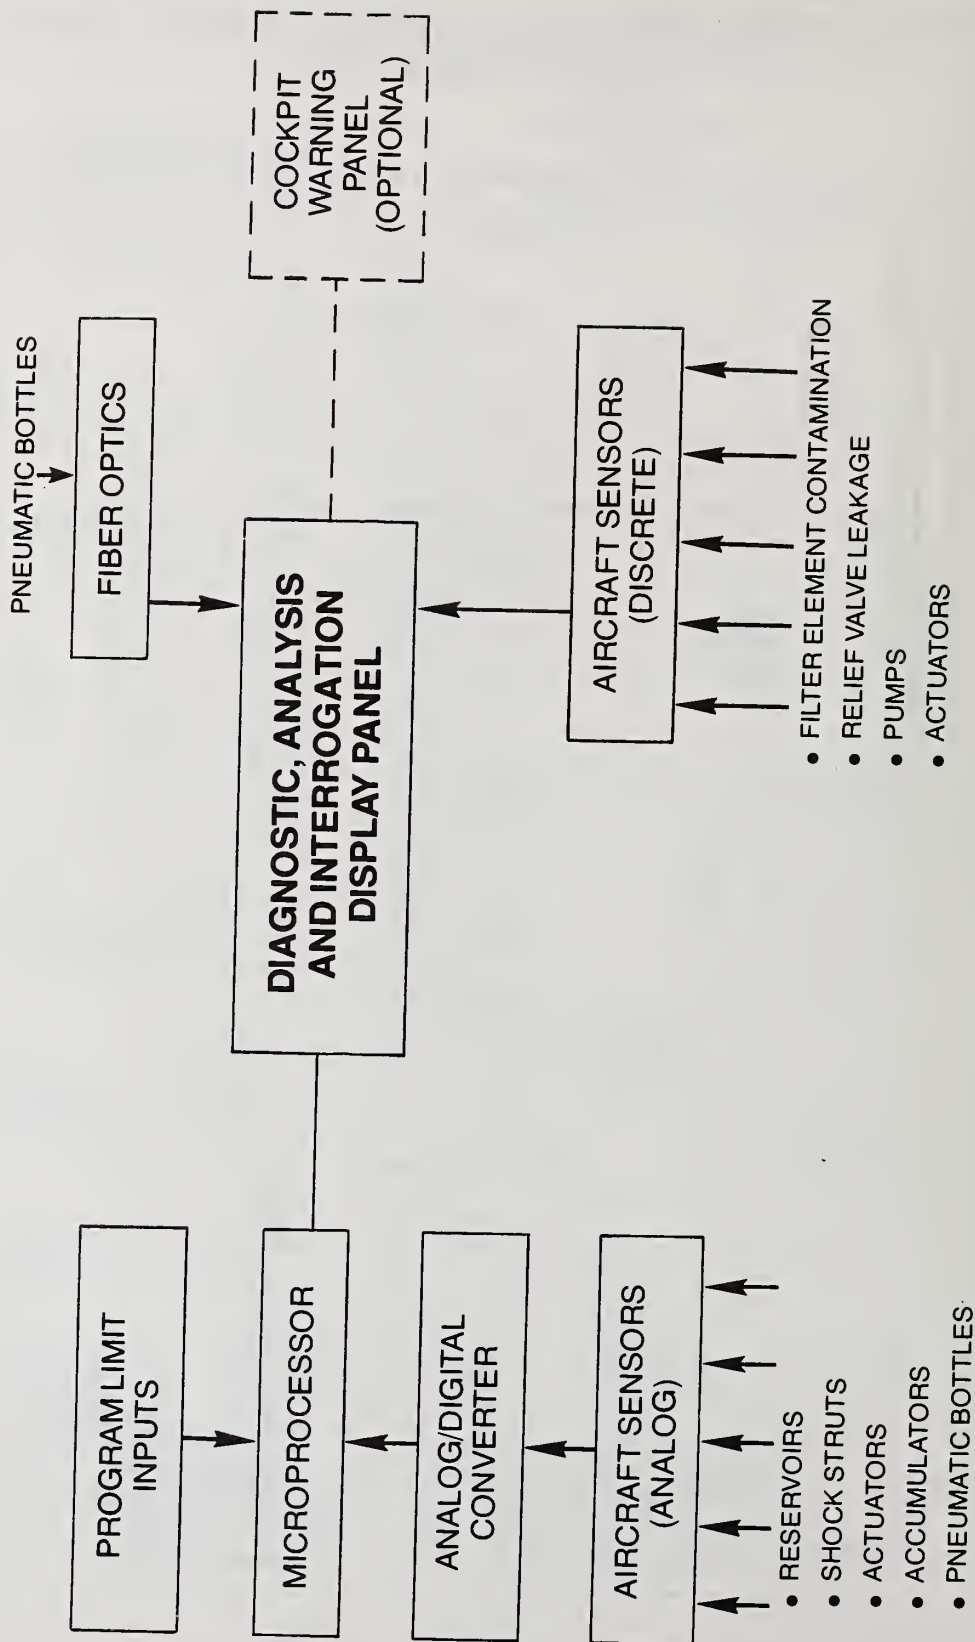 PROGRAM LIMIT
INPUTS
MICROPROCESSOR
ANALOG/DIGITAL
CONVERTER
AIRCRAFT SENSORS
(ANALOG)
• RESERVOIRS
• SHOCK STRUTS
• ACTUATORS
• ACCUMULATORS
• PNEUMATIC BOTTLES
DIAGNOSTIC, ANALYSIS
AND INTERROGATION
DISPLAY PANEL
PNEUMATIC BOTTLES
FIBER OPTICS
AIRCRAFT SENSORS
(DISCRETE)
• FILTER ELEMENT CONTAMINATION
• RELIEF VALVE LEAKAGE
• PUMPS
• ACTUATORS
COCKPIT
WARNING
PANEL
(OPTIONAL)